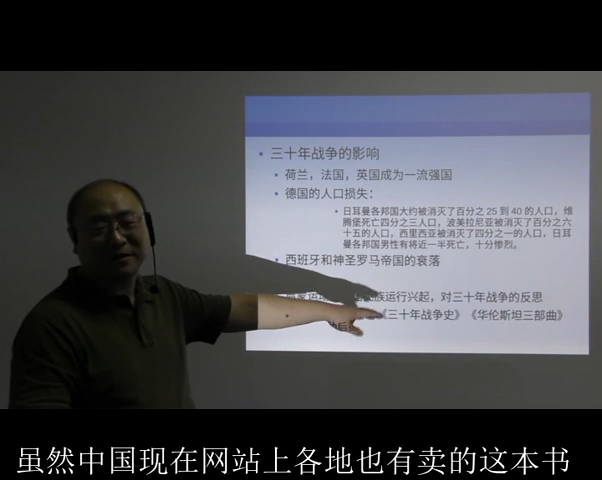 三十年战争的影响
荷兰，法国，英国成为一流强国
德国的人口损失：
日耳曼各邦国大约被消灭了百分之 25 到 40 的人口，维
腾堡死亡四分之三人口，波美拉尼亚被消灭了百分之六
十五的人口，西里西亚被消灭了四分之一的人口，日耳
曼各邦国男性有将近一半死亡，十分惨烈。
西班牙和神圣罗马帝国的衰落
运行兴起，对三十年战争的反思
《三十年战争史》《华伦斯坦三部曲》
虽然中国现在网站上各地也有卖的这本书